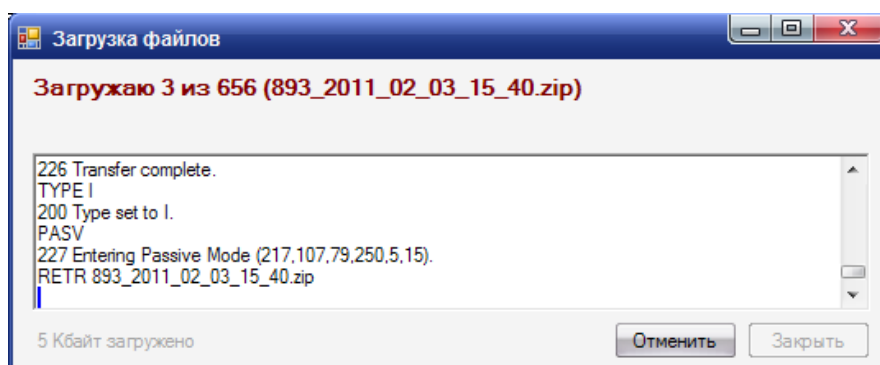 Загрузка файлов
Загружаю 3 из 656 (893_2011_02_03_15_40.zip)
226 Transfer complete.
TYPE I
200 Type set to I.
PASV
227 Entering Passive Mode (217,107,79,250,5,15).
RETR 893_2011_02_03_15_40.zip
5 Кбайт загружено
Отменить
Закрыть